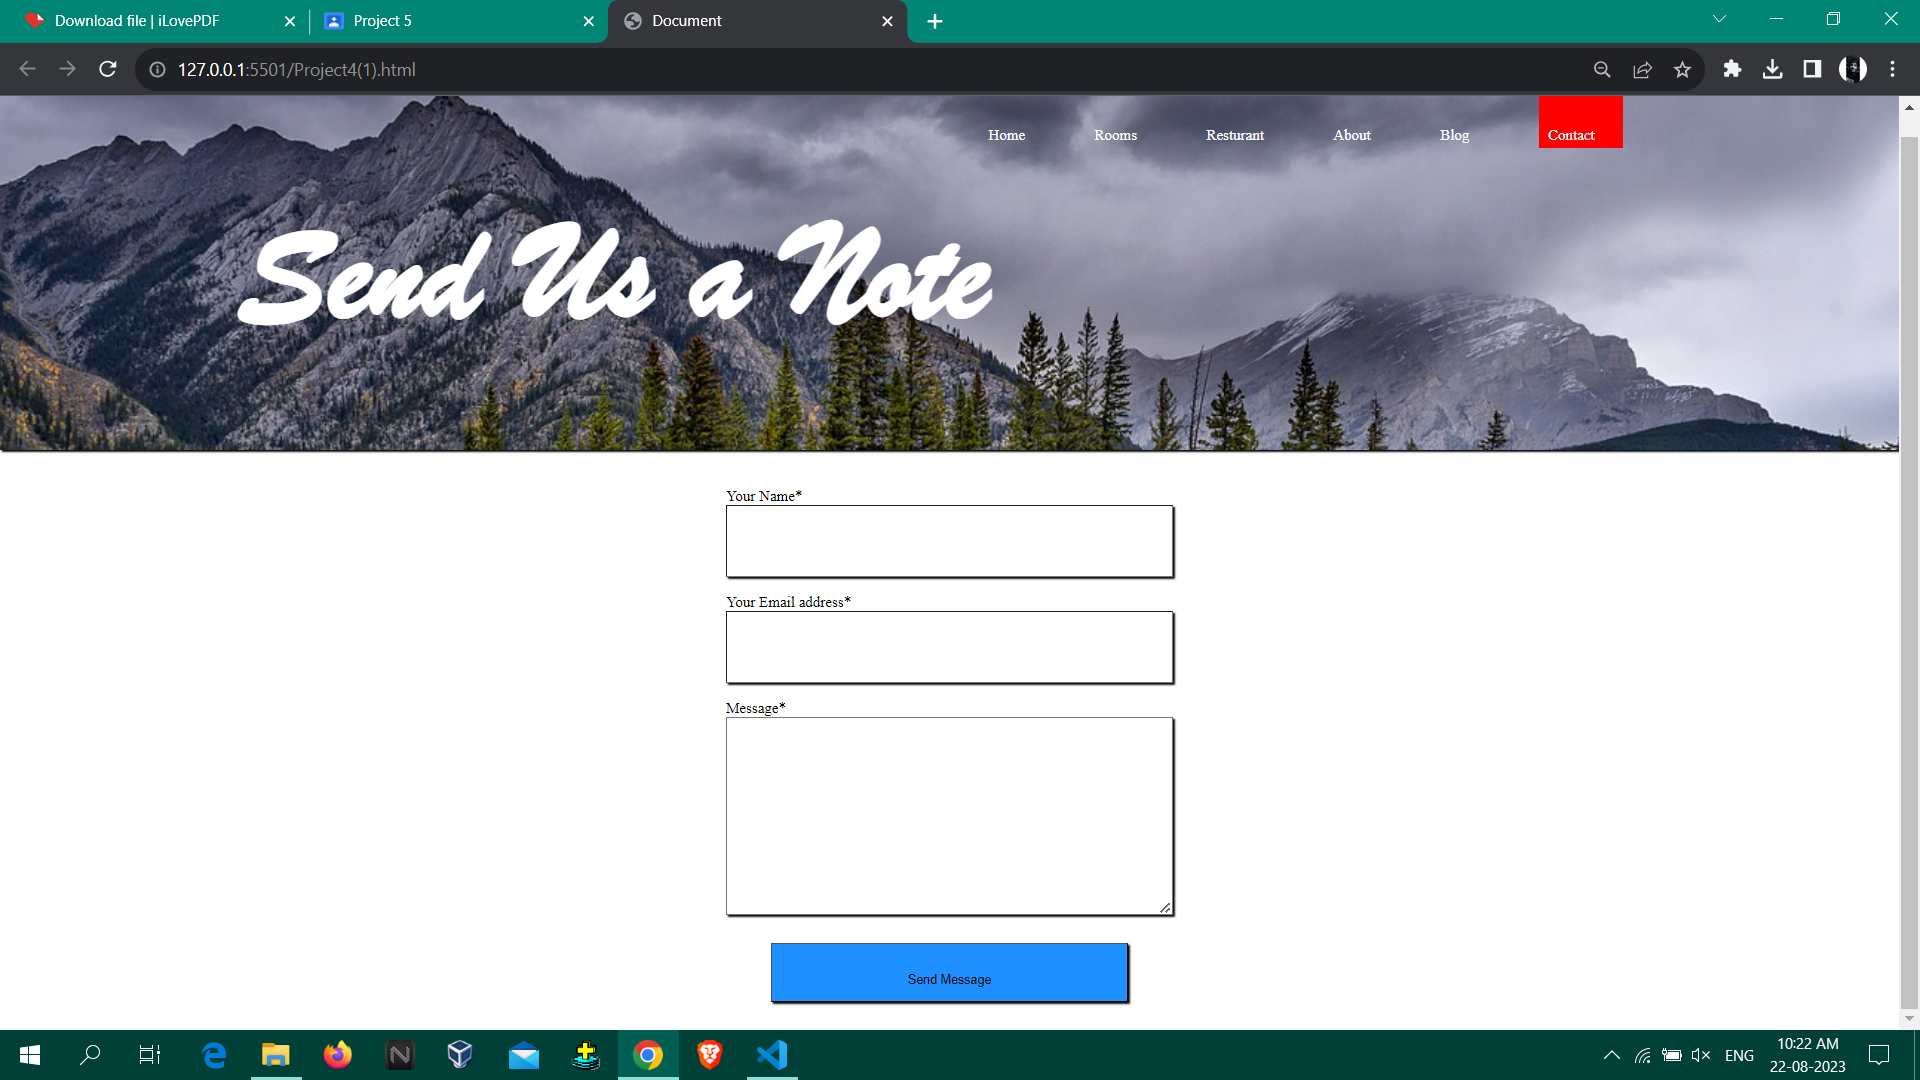 Download file | iLovePDF
Project 5
Document
127.0.0.1:5501/Project4(1).html
Home Rooms Resturant About Blog Contact
Send Us a Note
Your Name*
Your Email address*
Message*
Send Message
ENG
10:22 AM
22-08-2023